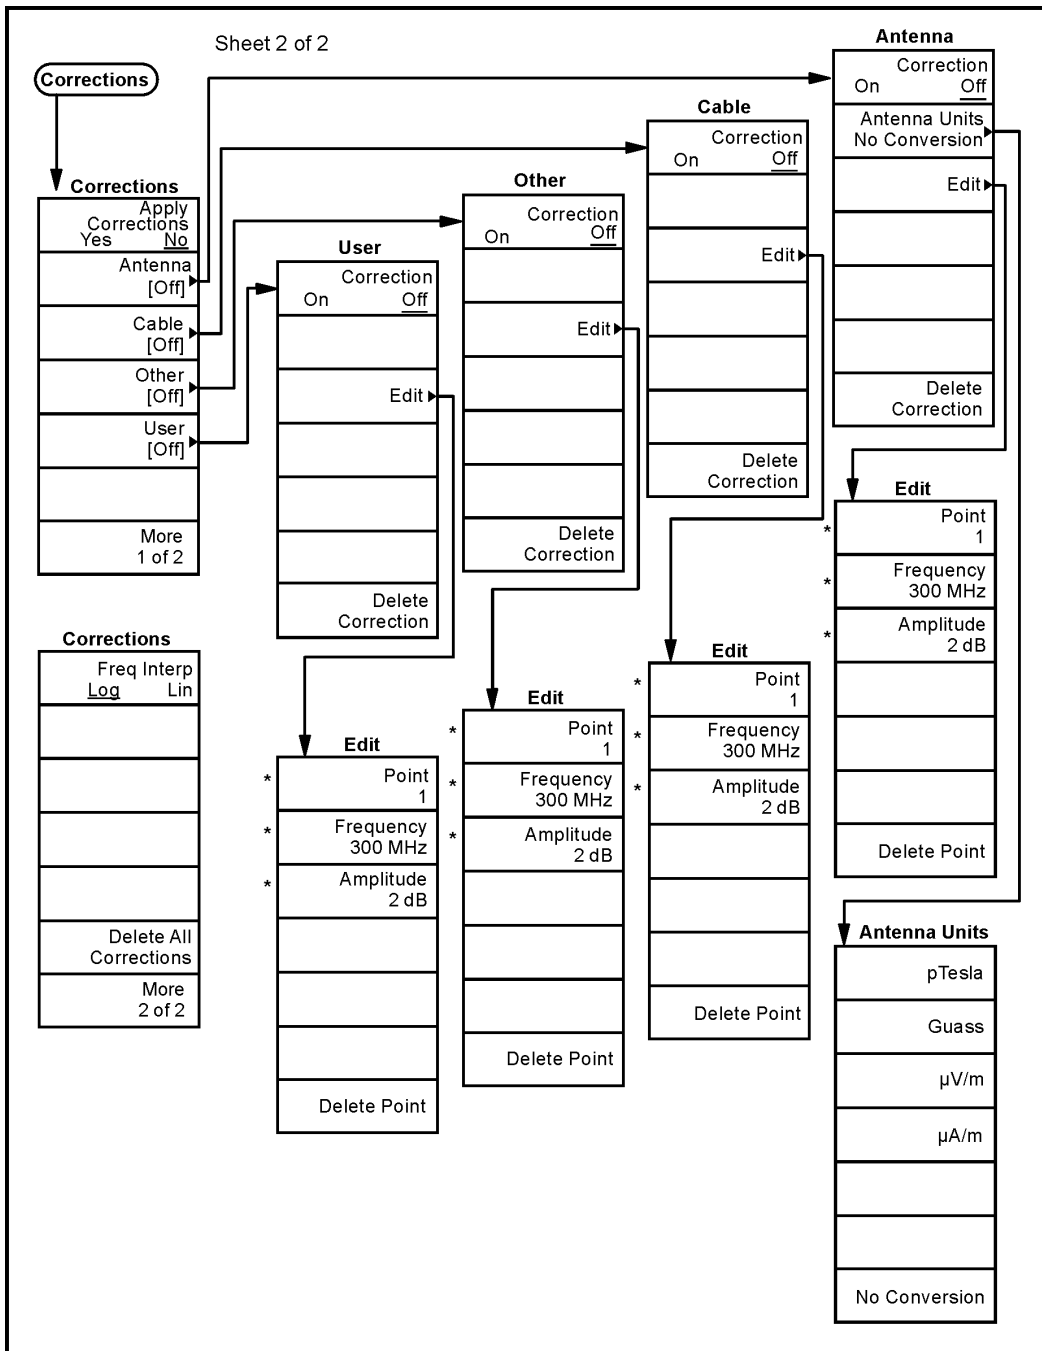 Sheet 2 of 2
Corrections
Corrections
Apply
Corrections
Yes No
Antenna
[Off]
Cable
[Off]
Other
[Off]
User
[Off]
More
1 of 2
Corrections
Freq Interp
Log Lin
Delete All
Corrections
More
2 of 2
User
Correction
On Off
Edit
Delete
Correction
Edit
* Point
1
* Frequency
300 MHz
* Amplitude
2 dB
Delete Point
Other
Correction
On Off
Edit
Delete
Correction
Edit
* Point
1
* Frequency
300 MHz
* Amplitude
2 dB
Delete Point
Cable
Correction
On Off
Edit
Delete
Correction
Edit
* Point
1
* Frequency
300 MHz
* Amplitude
2 dB
Delete Point
Antenna
Correction
On Off
Antenna Units
No Conversion
Edit
Delete
Correction
Edit
* Point
1
* Frequency
300 MHz
* Amplitude
2 dB
Delete Point
Antenna Units
pTesla
Guass
µV/m
µA/m
No Conversion